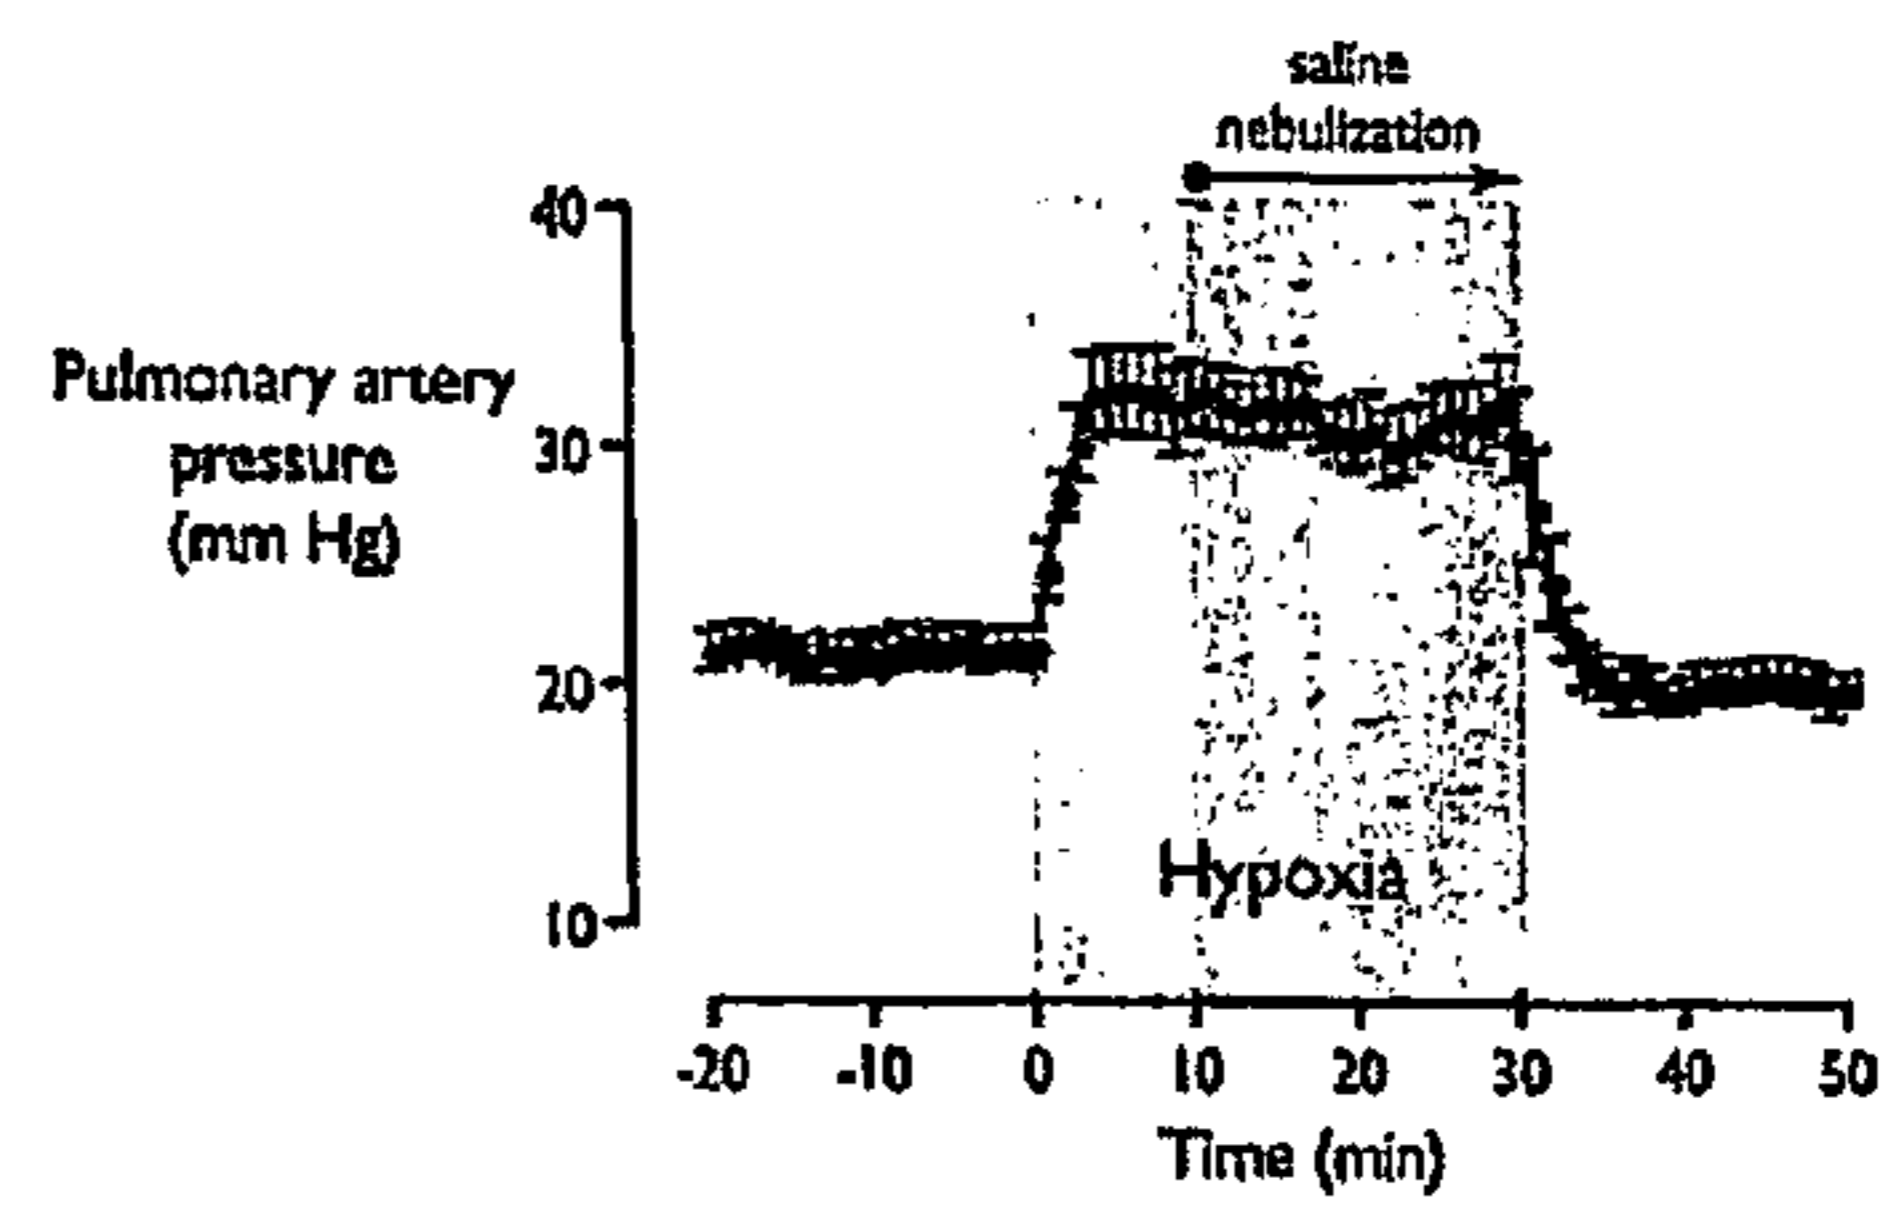 saline
nebulization
40
Pulmonary artery
pressure
(mm Hg)
30
20
10
Hypoxia
-20 -10 0 10 20 30 40 50
Time (min)